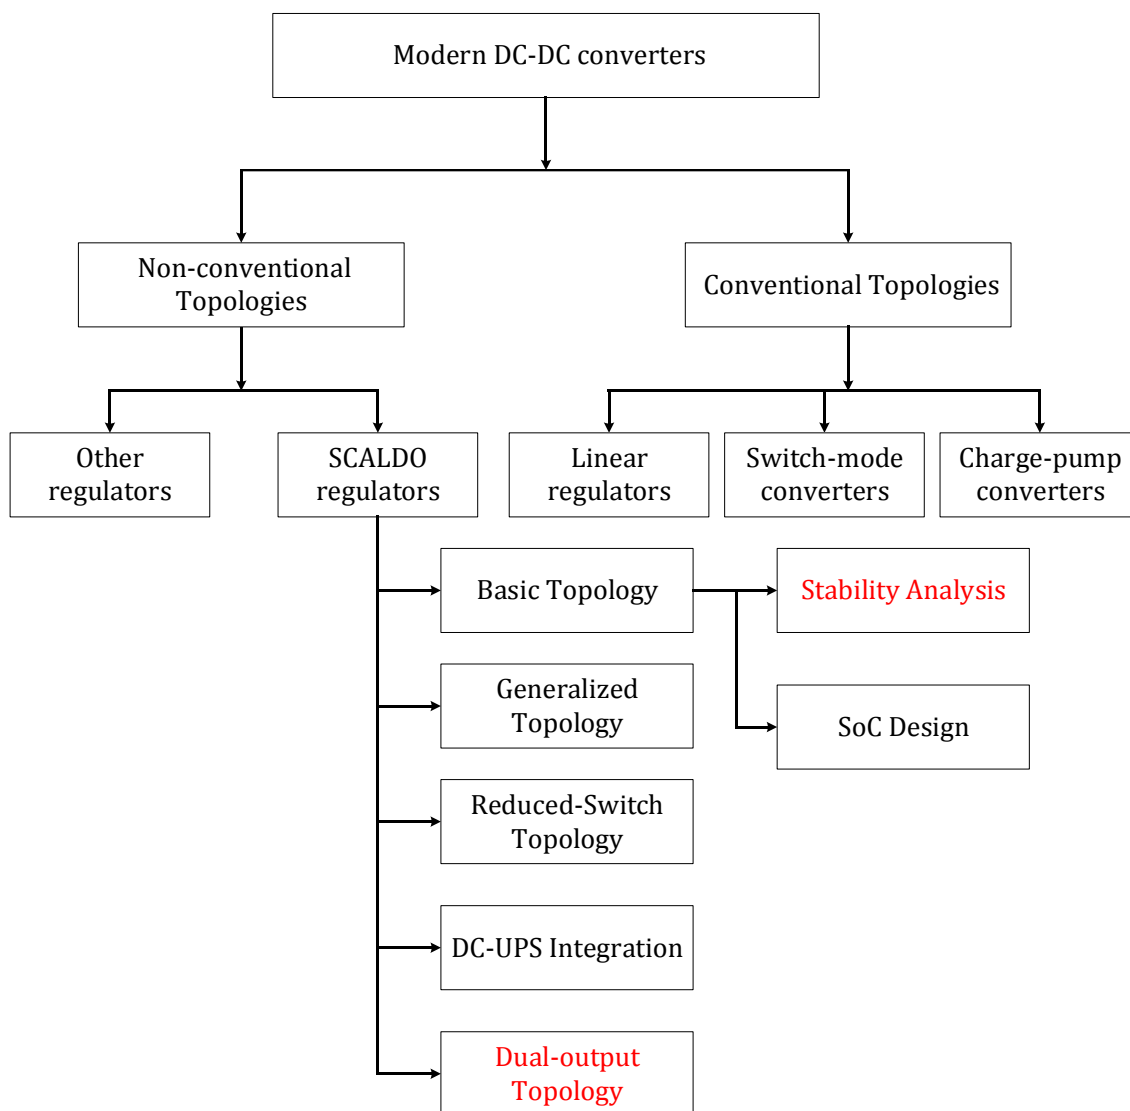 Modern DC-DC converters
Non-conventional
Topologies
Conventional Topologies
Other
regulators
SCALDO
regulators
Linear
regulators
Switch-mode
converters
Charge-pump
converters
Basic Topology
Stability Analysis
Generalized
Topology
SoC Design
Reduced-Switch
Topology
DC-UPS Integration
Dual-output
Topology